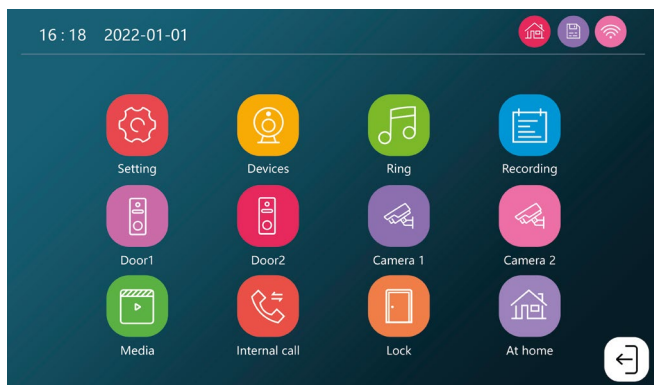 16 : 18 2022-01-01
Setting Devices Ring Recording
Door1 Door2 Camera 1 Camera 2
Media Internal call Lock At home